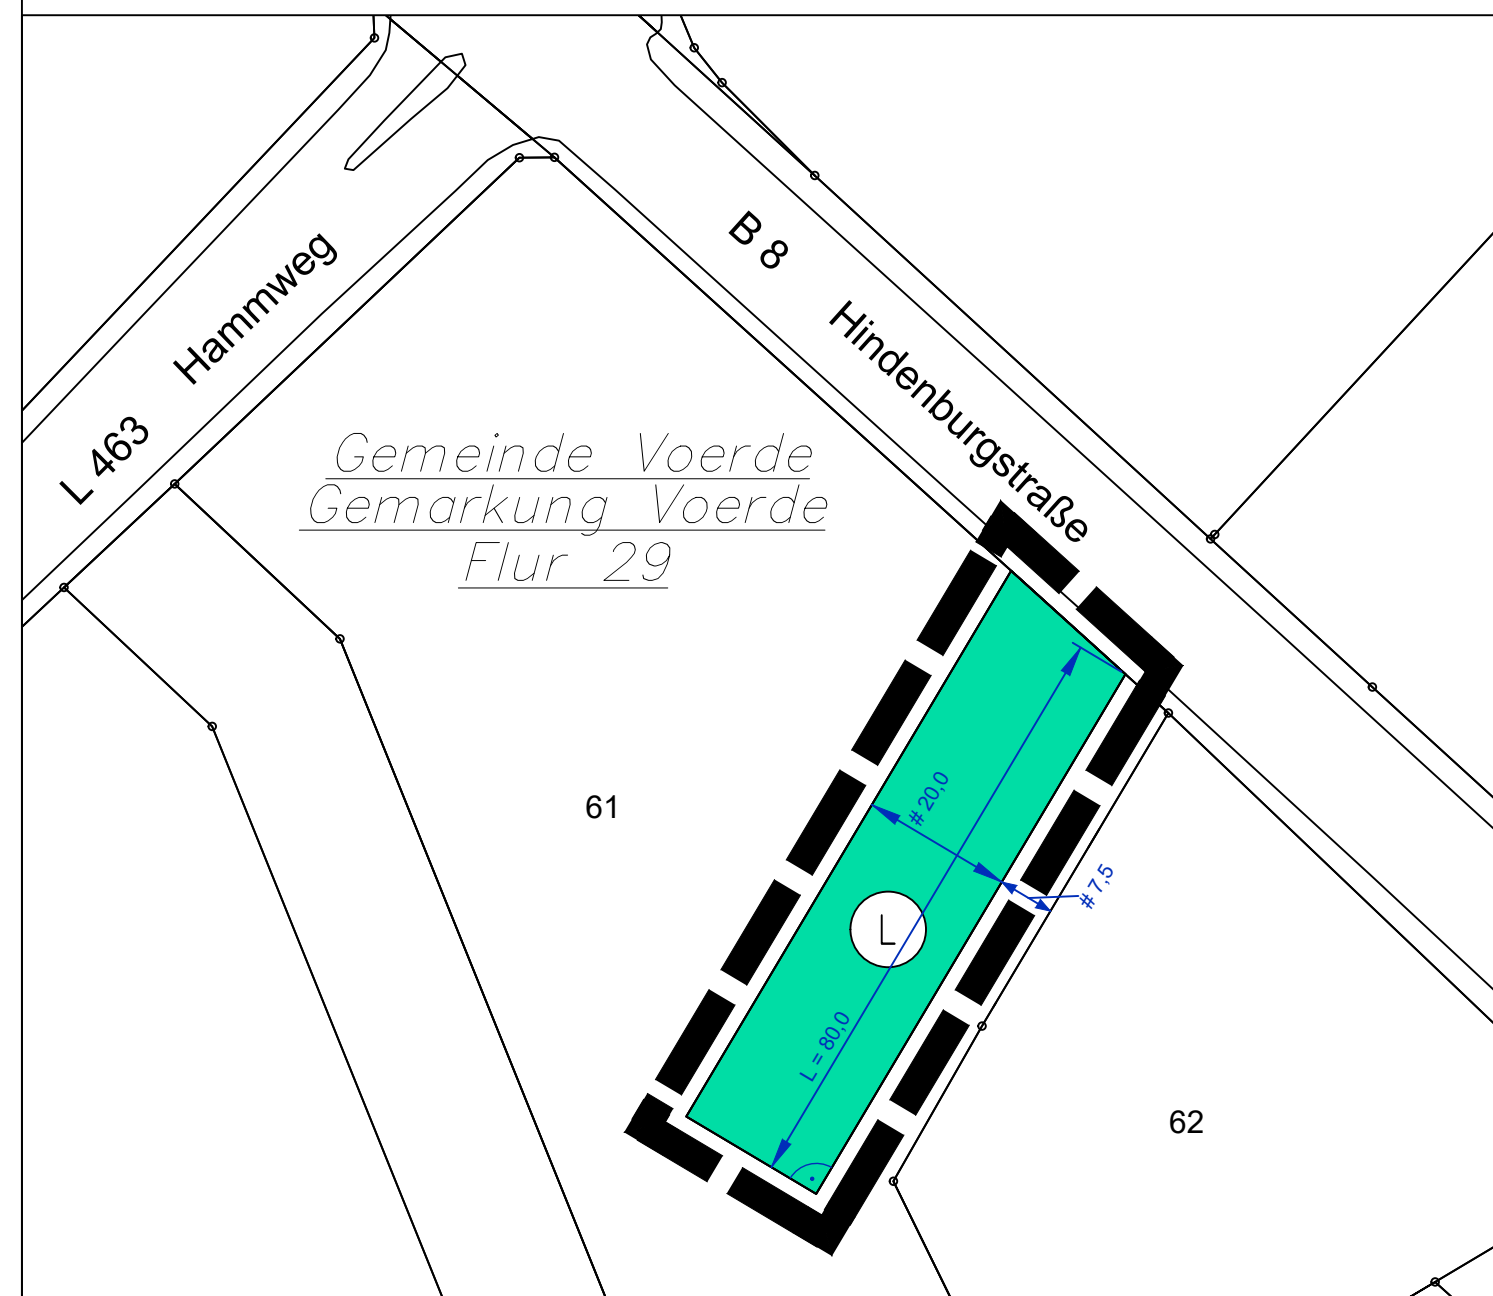 B 8
Hindenburgstraße
L 463 Hammweg
Gemeinde Voerde
Gemarkung Voerde
Flur 29
61
# 20,0
# 7,5
L
L = 80,0
62